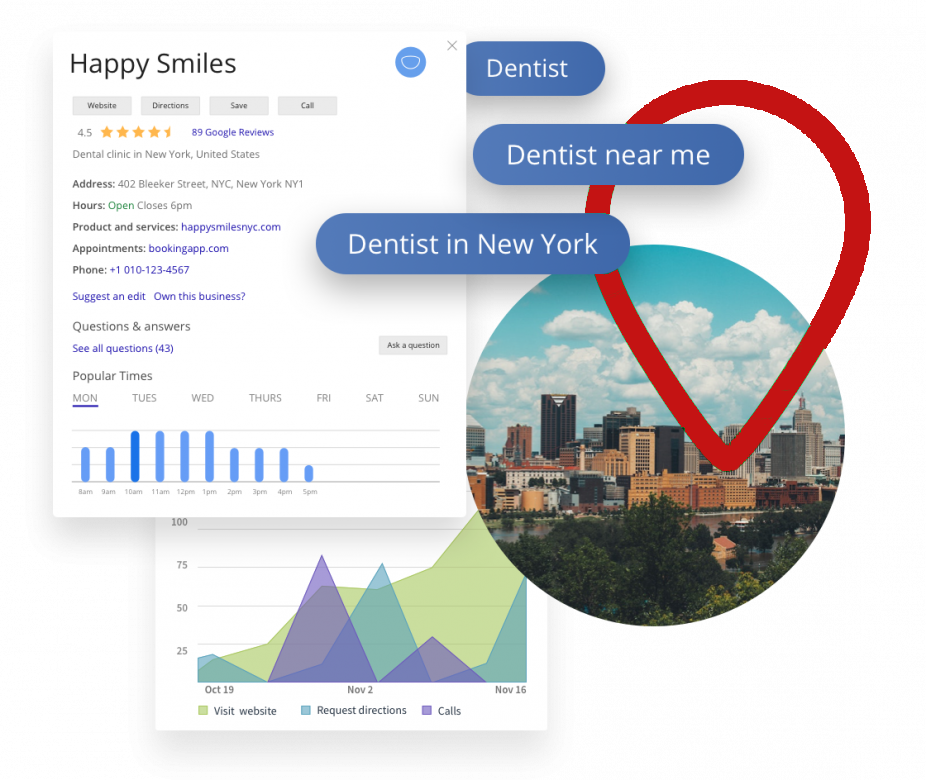 Happy Smiles
Website
Directions
Save
Call
4.5
89 Google Reviews
Dental clinic in New York, United States
Address: 402 Bleeker Street, NYC, New York NY1
Hours: Open Closes 6pm
Product and services: happysmilesnyc.com
Appointments: bookingapp.com
Phone: +1 010-123-4567
Suggest an edit Own this business?
Questions & answers
See all questions (43)
Ask a question
Popular Times
MON TUES WED THURS FRI SAT SUN
8am 9am 10am 11am 12pm 1pm 2pm 3pm 4pm 5pm
Dentist
Dentist near me
Dentist in New York
100
75
50
25
Oct 19 Nov 2 Nov 16
Visit website Request directions Calls